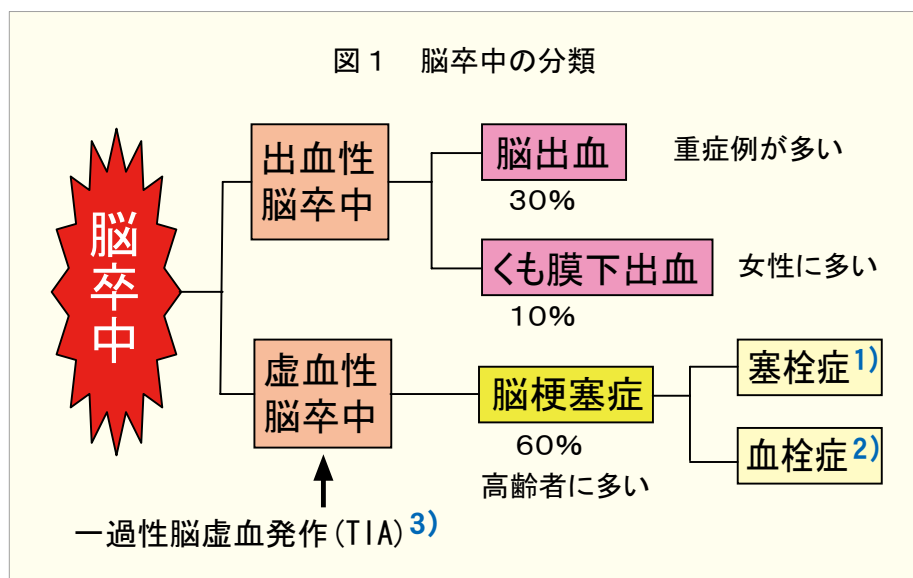 図1 脳卒中の分類
脳卒中
出血性
脳卒中
脳出血
30%
重症例が多い
くも膜下出血
10%
女性に多い
虚血性
脳卒中
脳梗塞症
60%
高齢者に多い
塞栓症1)
血栓症2)
一過性脳虚血発作(TIA)3)